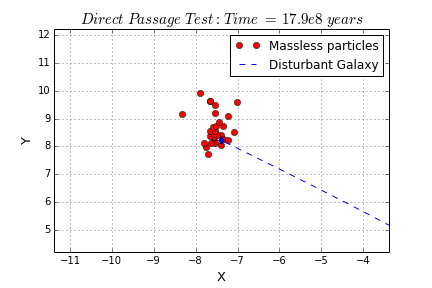 Direct Passage Test : Time = 17.9e8 years
12
11
10
9
8
7
6
5
Y
Massless particles
Disturbant Galaxy
−11 −10 −9 −8 −7 −6 −5 −4
X